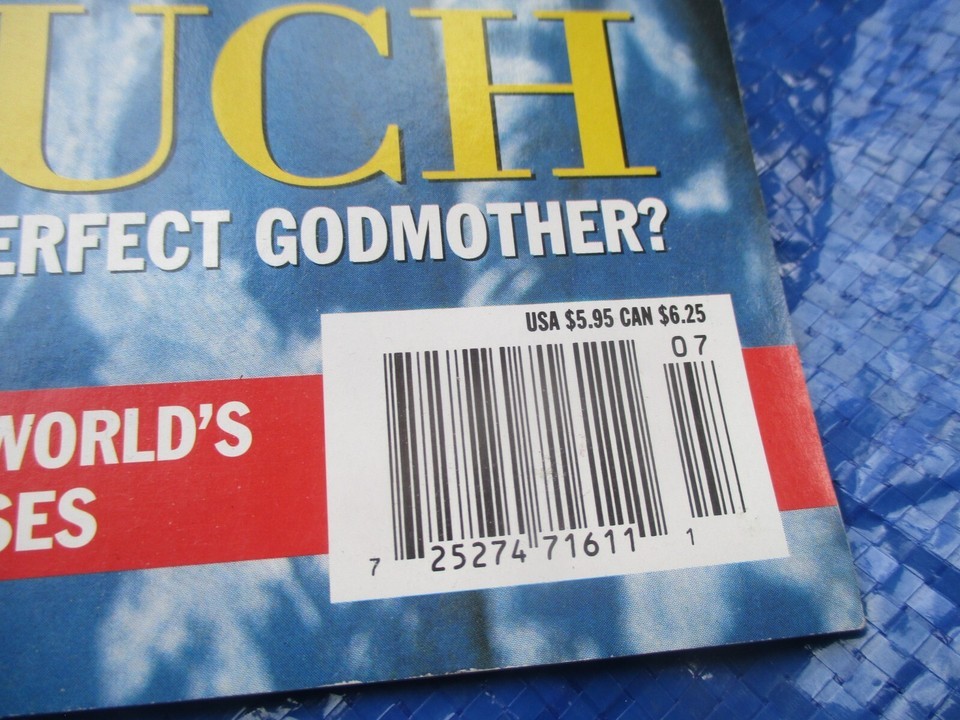 UCH
ERFECT GODMOTHER?
USA $5.95 CAN $6.25
07
WORLD'S
SES
7 25274 71611 1